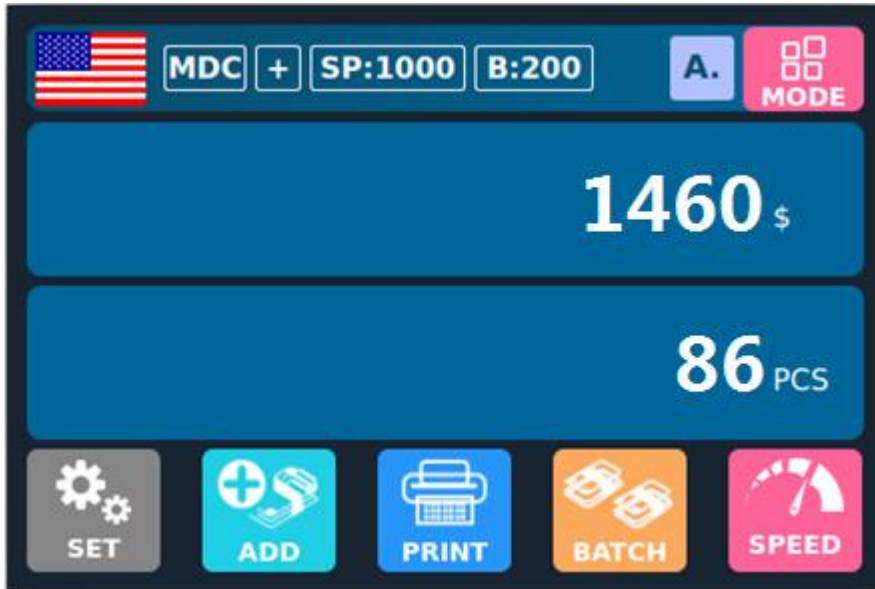 MDC + SP:1000 B:200 A. MODE
1460 $
86 PCS
SET ADD PRINT BATCH SPEED